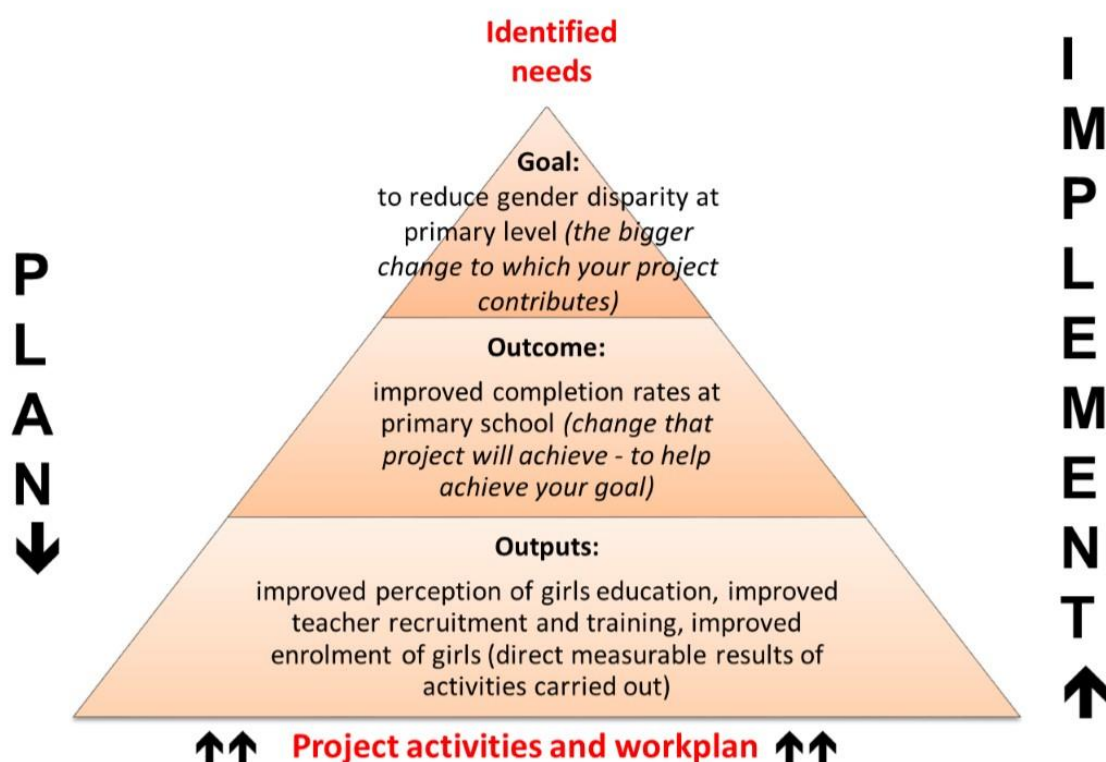 Identified
needs
Goal:
to reduce gender disparity at
primary level (the bigger
change to which your project
contributes)
Outcome:
improved completion rates at
primary school (change that
project will achieve - to help
achieve your goal)
Outputs:
improved perception of girls education, improved
teacher recruitment and training, improved
enrolment of girls (direct measurable results of
activities carried out)
Project activities and workplan
PLAN
IMPLEMENT